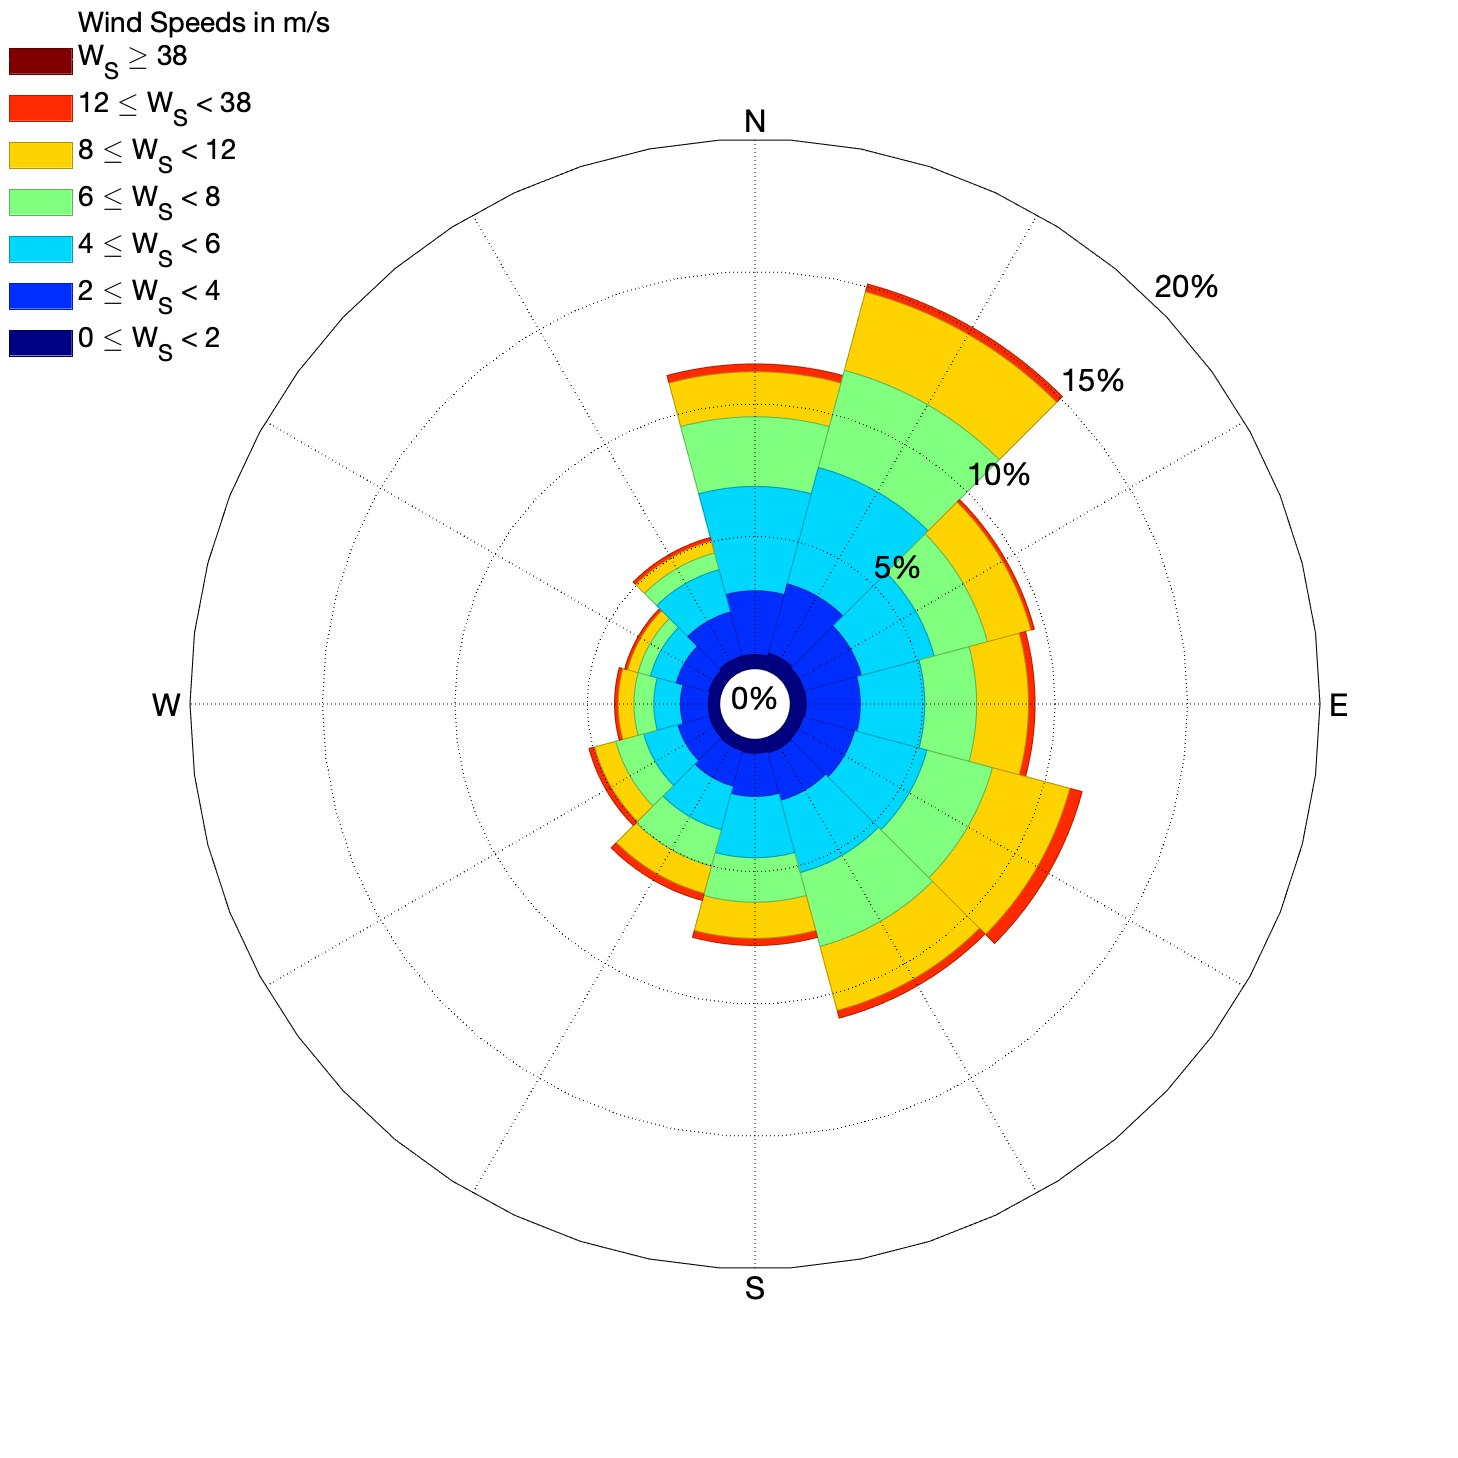 Wind Speeds in m/s
W_S ≥ 38
12 ≤ W_S < 38
8 ≤ W_S < 12
6 ≤ W_S < 8
4 ≤ W_S < 6
2 ≤ W_S < 4
0 ≤ W_S < 2
N
20%
15%
10%
5%
0%
W
E
S